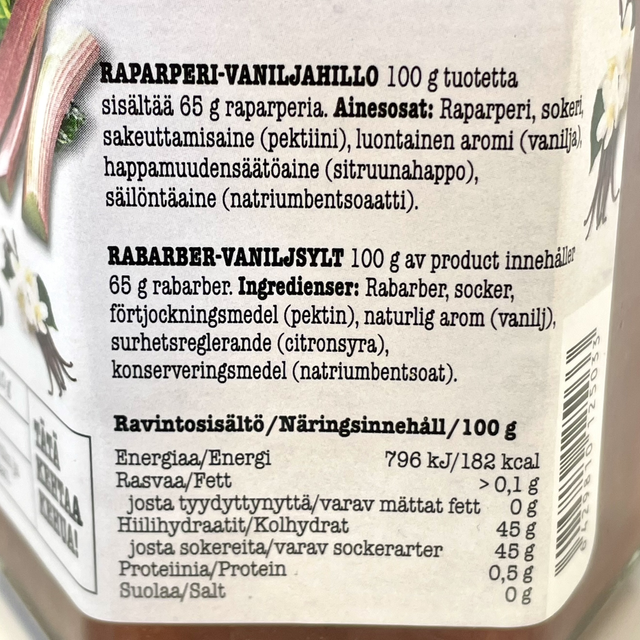 RAPARPERI-VANILJAHILLO 100 g tuotetta
sisältää 65 g raparperia. Ainesosat: Raparperi, sokeri,
sakeuttamisaine (pektiini), luontainen aromi (vanilja),
happamuudensäätöaine (sitruunahappo),
säilöntäaine (natriumbentsoaatti).
RABARBER-VANILJSYLT 100 g av product innehåller
65 g rabarber. Ingredienser: Rabarber, socker,
förtjockningsmedel (pektin), naturlig arom (vanilj),
surhetsreglerande (citronsyra),
konserveringsmedel (natriumbentsoat).
Ravintosisältö/Näringsinnehåll/100 g
Energiaa/Energi 796 kJ/182 kcal
Rasvaa/Fett >0,1 g
josta tyydyttynyttä/varav mättat fett 0 g
Hiilihydraatit/Kolhydrat 45 g
josta sokereita/varav sockerarter 45 g
Proteiinia/Protein 0,5 g
Suolaa/Salt 0 g
TÄTÄ
KEHTAA
KEHUA!